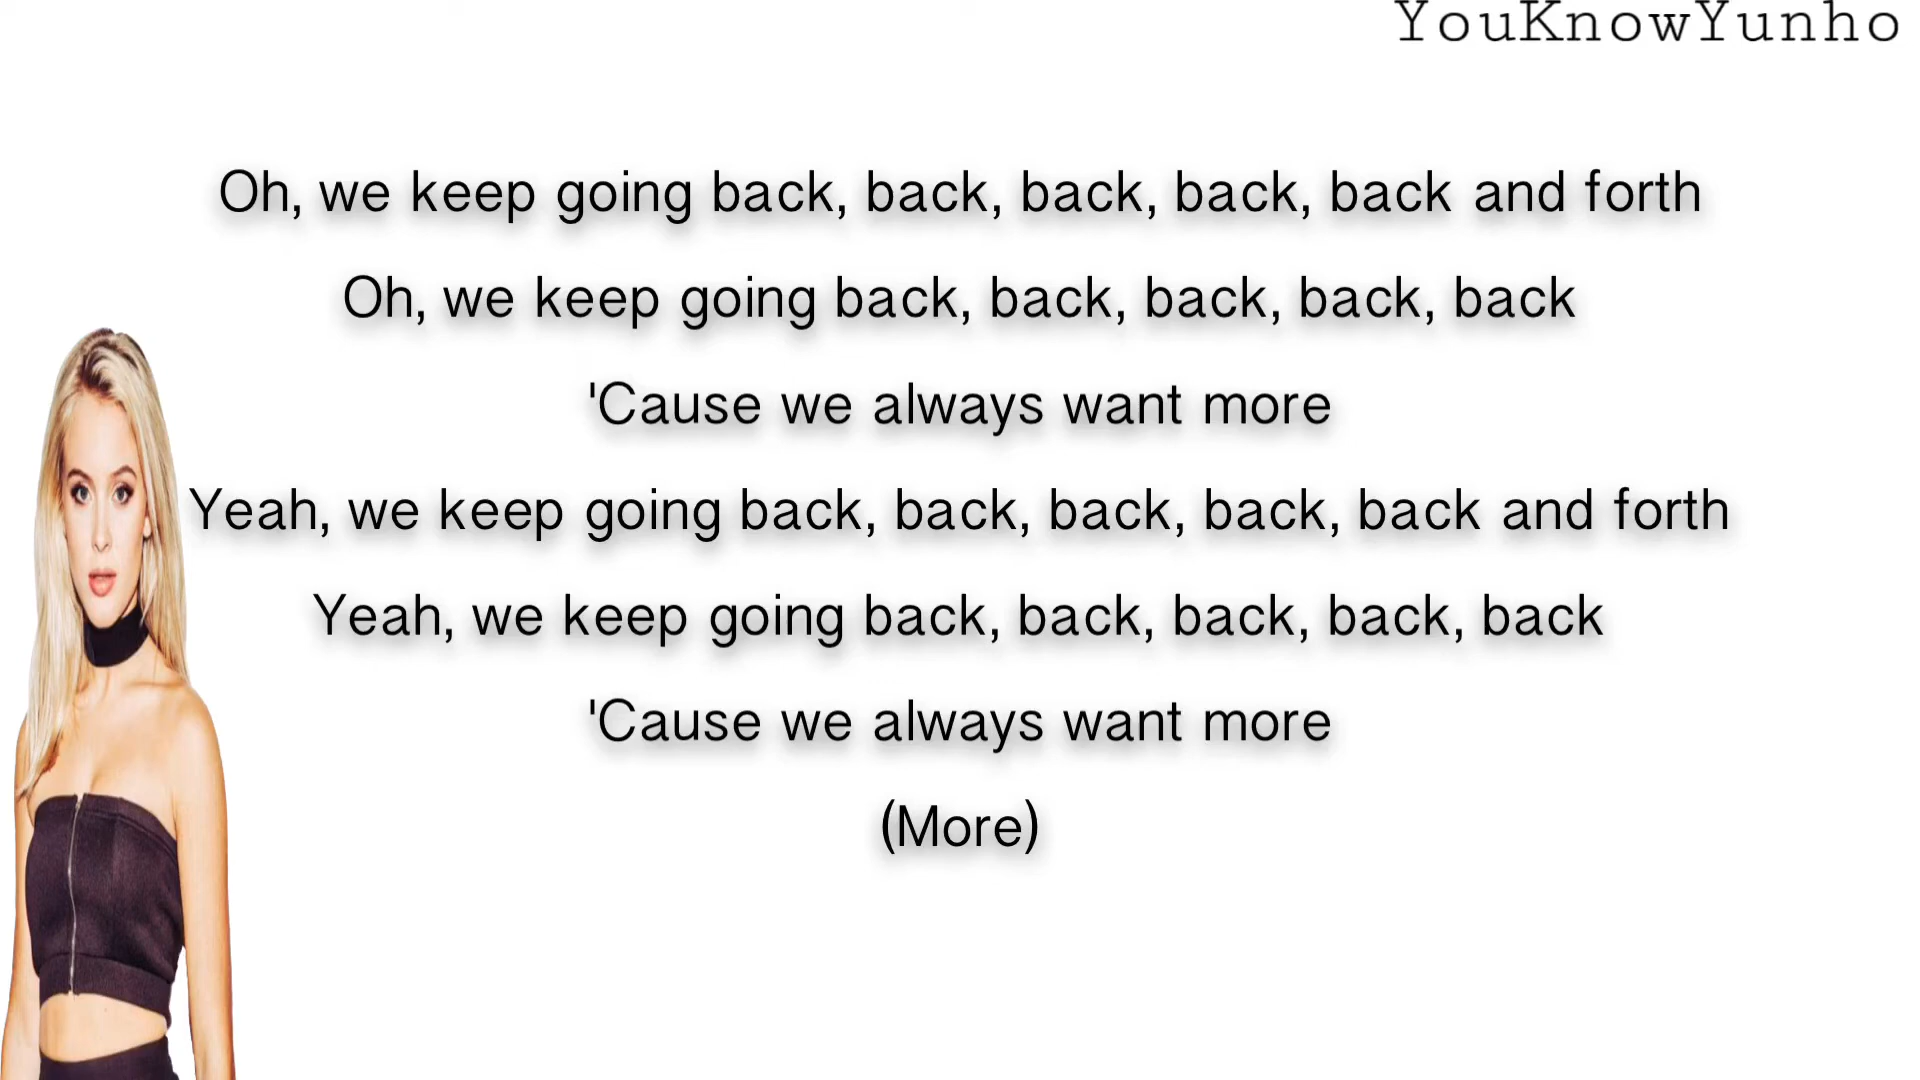 YouKnowYunho
Oh, we keep going back, back, back, back, back and forth
Oh, we keep going back, back, back, back, back
'Cause we always want more
Yeah, we keep going back, back, back, back, back and forth
Yeah, we keep going back, back, back, back, back
'Cause we always want more
(More)